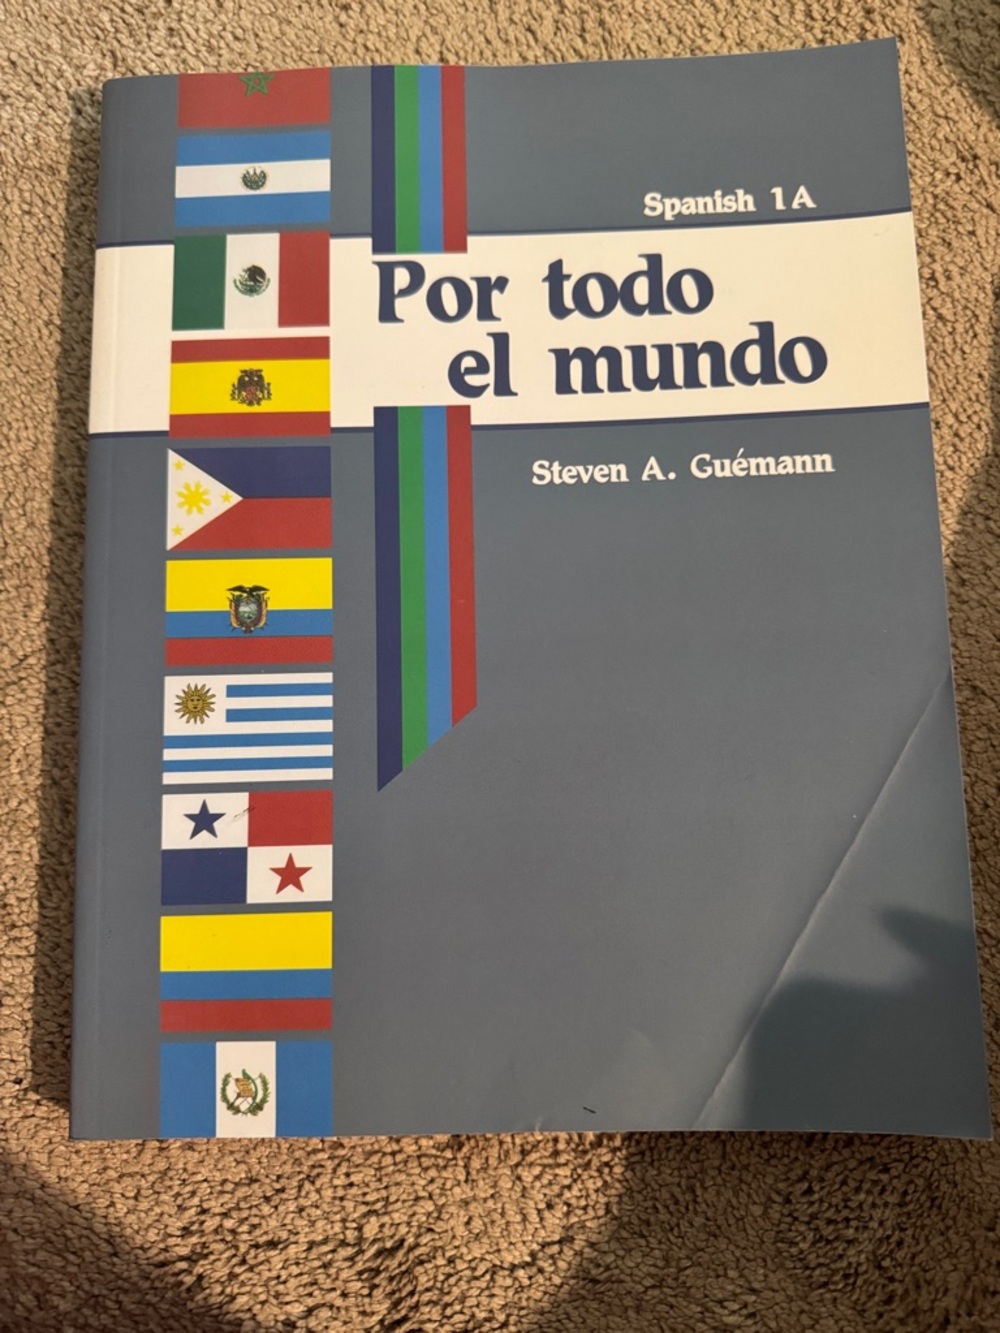 Spanish 1A
Por todo
el mundo
Steven A. Guémann